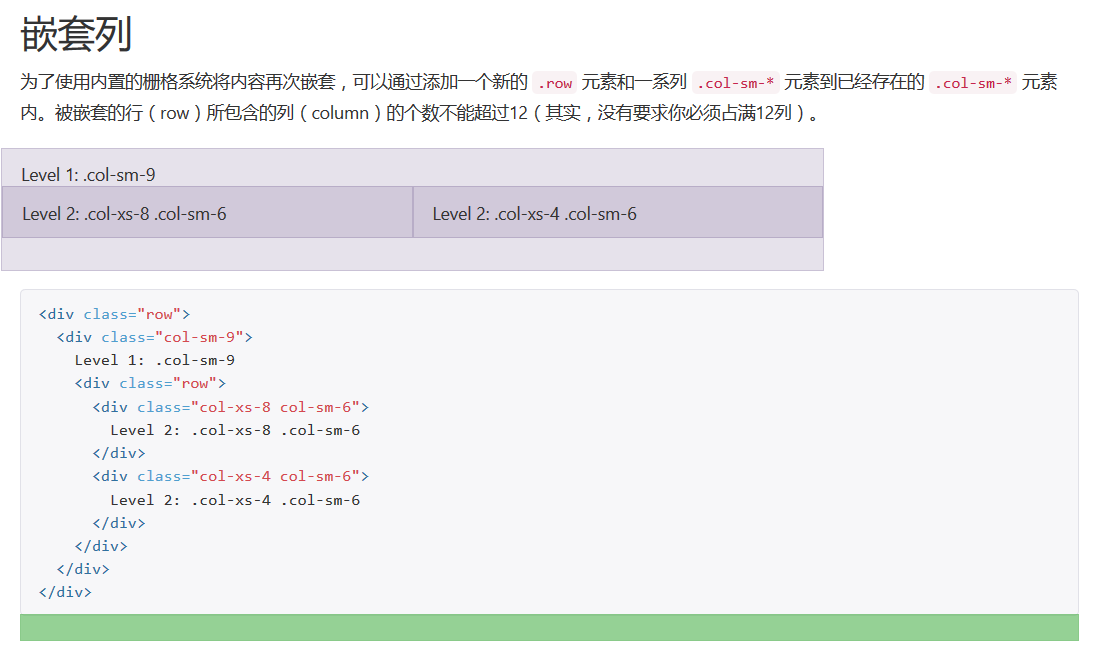 嵌套列
为了使用内置的栅格系统将内容再次嵌套，可以通过添加一个新的 .row 元素和一系列 .col-sm-* 元素到已经存在的 .col-sm-* 元素
内。被嵌套的行（row）所包含的列（column）的个数不能超过12（其实，没有要求你必须占满12列）。
Level 1: .col-sm-9
Level 2: .col-xs-8 .col-sm-6 Level 2: .col-xs-4 .col-sm-6
<div class="row">
  <div class="col-sm-9">
    Level 1: .col-sm-9
    <div class="row">
      <div class="col-xs-8 col-sm-6">
        Level 2: .col-xs-8 .col-sm-6
      </div>
      <div class="col-xs-4 col-sm-6">
        Level 2: .col-xs-4 .col-sm-6
      </div>
    </div>
  </div>
</div>